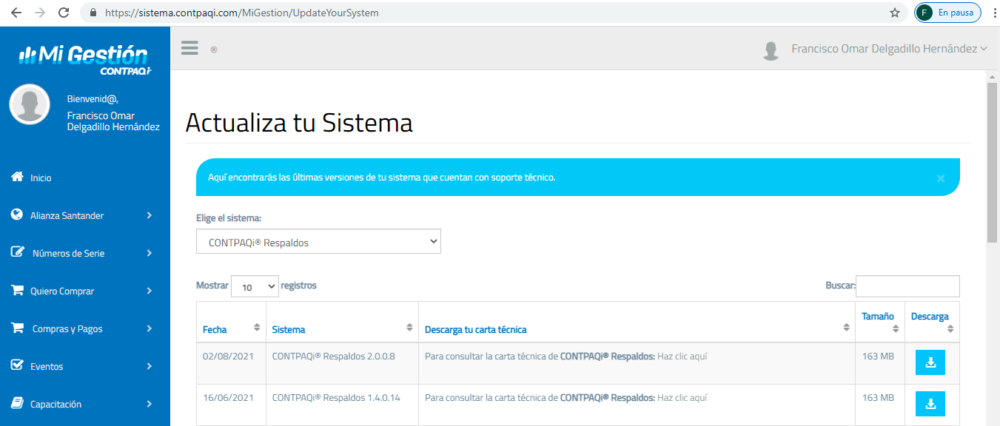 https://sistema.contpaqi.com/MiGestion/UpdateYourSystem
F En pausa
Mi Gestión
CONTPAQi
®
Francisco Omar Delgadillo Hernández
Bienvenid@,
Francisco Omar
Delgadillo Hernández
Inicio
Alianza Santander
Números de Serie
Quiero Comprar
Compras y Pagos
Eventos
Capacitación
Actualiza tu Sistema
Aquí encontrarás las últimas versiones de tu sistema que cuentan con soporte técnico.
×
Elige el sistema:
CONTPAQi® Respaldos
Mostrar 10 registros
Buscar:
Fecha Sistema Descarga tu carta técnica Tamaño Descarga
02/08/2021 CONTPAQi® Respaldos 2.0.0.8 Para consultar la carta técnica de CONTPAQi® Respaldos: Haz clic aquí 163 MB
16/06/2021 CONTPAQi® Respaldos 1.4.0.14 Para consultar la carta técnica de CONTPAQi® Respaldos: Haz clic aquí 163 MB